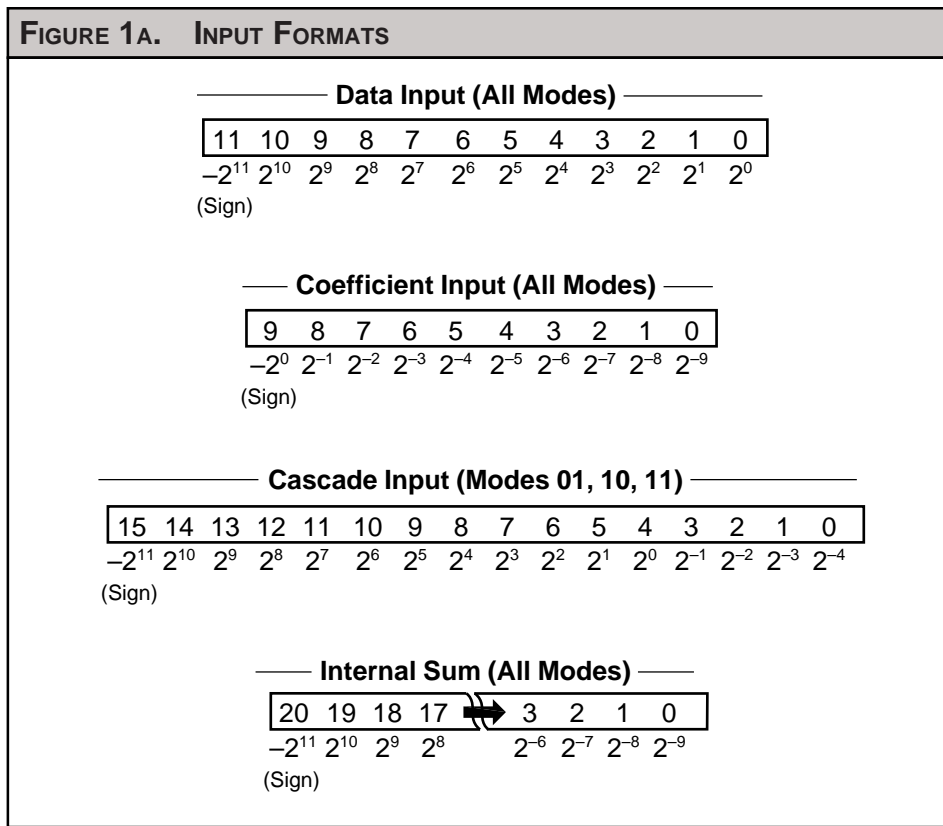 FIGURE 1A. INPUT FORMATS
Data Input (All Modes)
11 10 9 8 7 6 5 4 3 2 1 0
–2¹¹ 2¹⁰ 2⁹ 2⁸ 2⁷ 2⁶ 2⁵ 2⁴ 2³ 2² 2¹ 2⁰
(Sign)
Coefficient Input (All Modes)
9 8 7 6 5 4 3 2 1 0
–2⁰ 2⁻¹ 2⁻² 2⁻³ 2⁻⁴ 2⁻⁵ 2⁻⁶ 2⁻⁷ 2⁻⁸ 2⁻⁹
(Sign)
Cascade Input (Modes 01, 10, 11)
15 14 13 12 11 10 9 8 7 6 5 4 3 2 1 0
–2¹¹ 2¹⁰ 2⁹ 2⁸ 2⁷ 2⁶ 2⁵ 2⁴ 2³ 2² 2¹ 2⁰ 2⁻¹ 2⁻² 2⁻³ 2⁻⁴
(Sign)
Internal Sum (All Modes)
20 19 18 17 3 2 1 0
–2¹¹ 2¹⁰ 2⁹ 2⁸ 2⁻⁶ 2⁻⁷ 2⁻⁸ 2⁻⁹
(Sign)